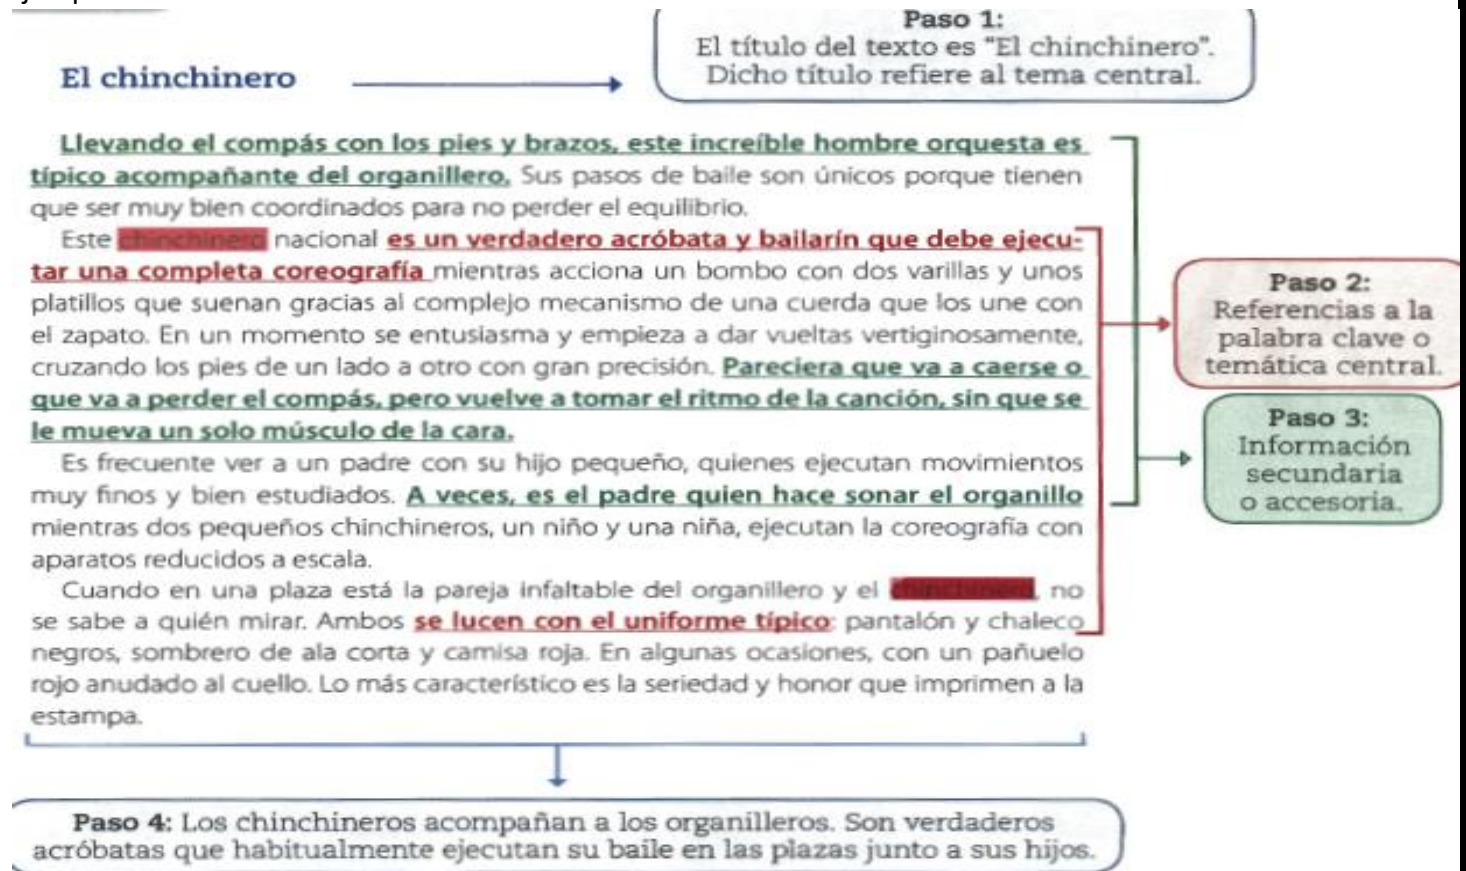 Paso 1:
El título del texto es “El chinchinero”.
Dicho título refiere al tema central.
El chinchinero
Llevando el compás con los pies y brazos, este increíble hombre orquesta es
típico acompañante del organillero. Sus pasos de baile son únicos porque tienen
que ser muy bien coordinados para no perder el equilibrio.
Este chinchinero nacional es un verdadero acróbata y bailarín que debe ejecu-
tar una completa coreografía mientras acciona un bombo con dos varillas y unos
platillos que suenan gracias al complejo mecanismo de una cuerda que los une con
el zapato. En un momento se entusiasma y empieza a dar vueltas vertiginosamente,
cruzando los pies de un lado a otro con gran precisión. Pareciera que va a caerse o
que va a perder el compás, pero vuelve a tomar el ritmo de la canción, sin que se
le mueva un solo músculo de la cara.
Es frecuente ver a un padre con su hijo pequeño, quienes ejecutan movimientos
muy finos y bien estudiados. A veces, es el padre quien hace sonar el organillo
mientras dos pequeños chinchineros, un niño y una niña, ejecutan la coreografía con
aparatos reducidos a escala.
Cuando en una plaza está la pareja infaltable del organillero y el chinchinero, no
se sabe a quién mirar. Ambos se lucen con el uniforme típico: pantalón y chaleco
negros, sombrero de ala corta y camisa roja. En algunas ocasiones, con un pañuelo
rojo anudado al cuello. Lo más característico es la seriedad y honor que imprimen a la
estampa.
Paso 2:
Referencias a la
palabra clave o
temática central.
Paso 3:
Información
secundaria
o accesoria.
Paso 4: Los chinchineros acompañan a los organilleros. Son verdaderos
acróbatas que habitualmente ejecutan su baile en las plazas junto a sus hijos.